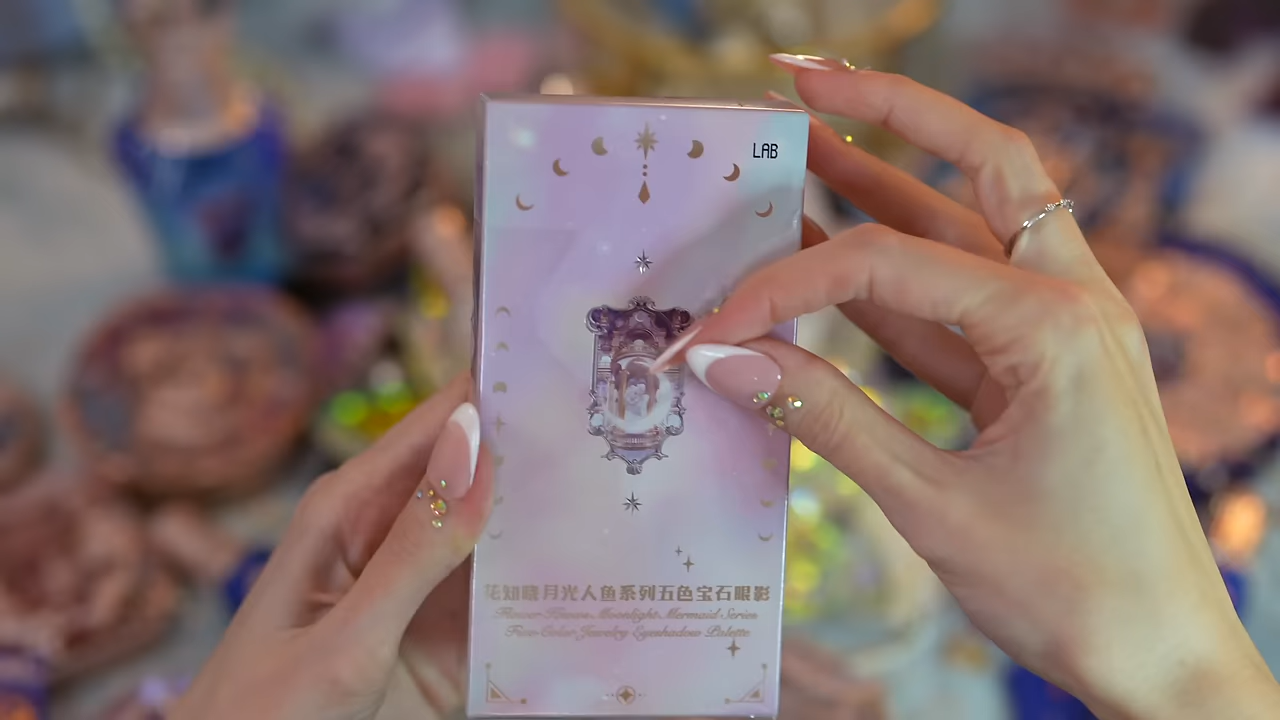 LAB
花知晓月光人鱼系列五色宝石眼影
Flower Knows Moonlight Mermaid Series
Five-Color Jewelry Eyeshadow Palette